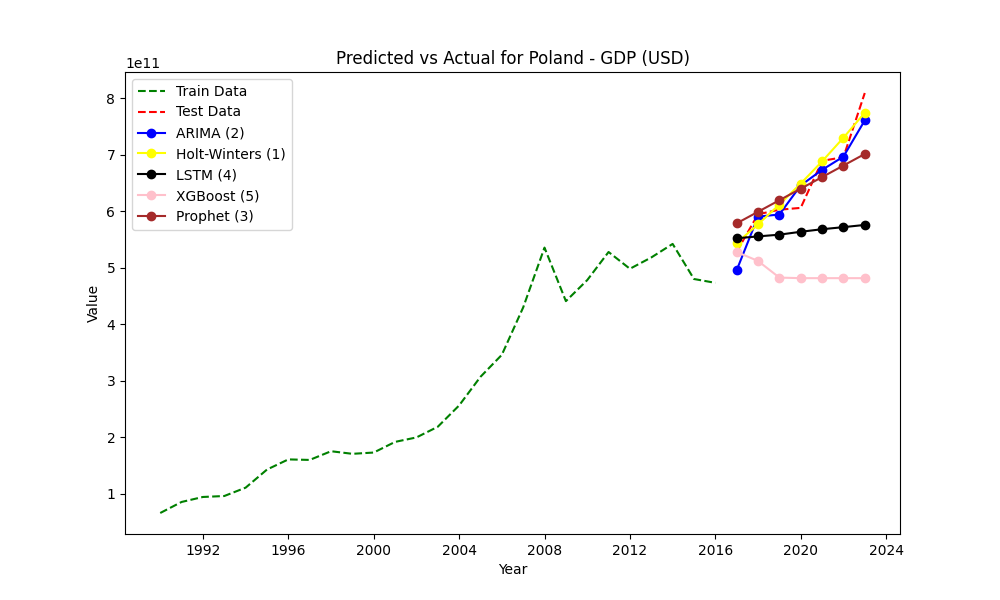 Predicted vs Actual for Poland - GDP (USD)
1e11
Train Data
Test Data
ARIMA (2)
Holt-Winters (1)
LSTM (4)
XGBoost (5)
Prophet (3)
8
7
6
5
4
3
2
1
Value
1992 1996 2000 2004 2008 2012 2016 2020 2024
Year